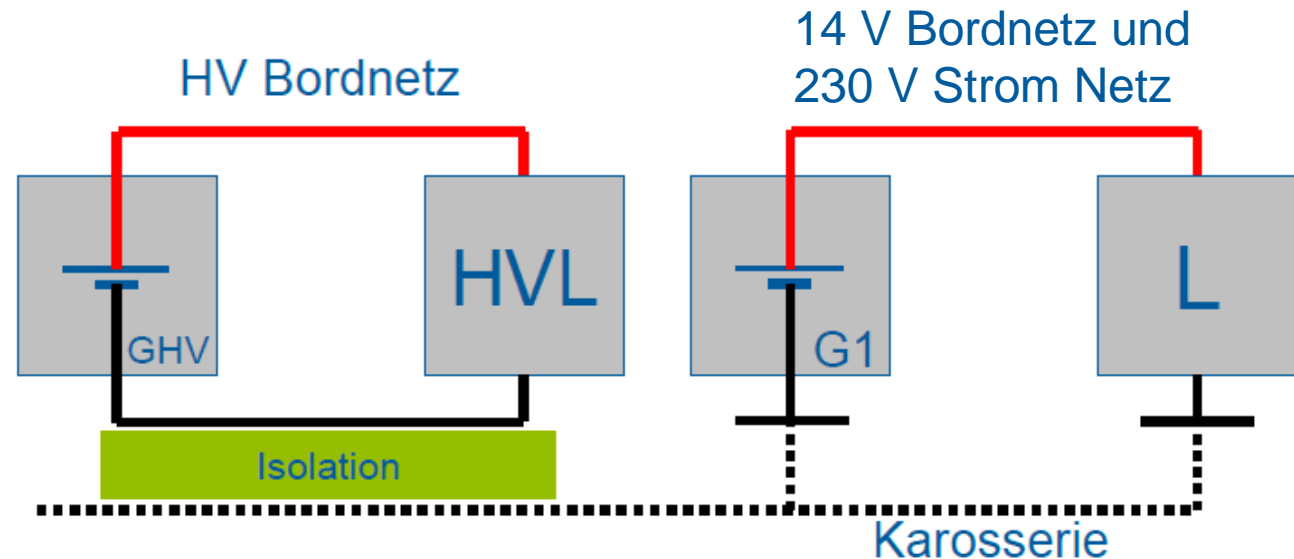 HV Bordnetz
14 V Bordnetz und
230 V Strom Netz
GHV
HVL
G1
L
Isolation
Karosserie